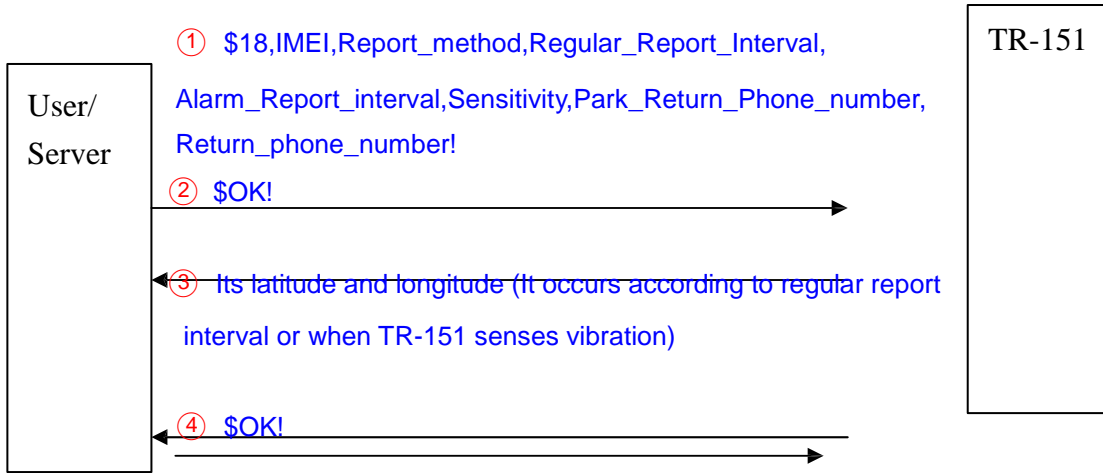 ① $18,IMEI,Report_method,Regular_Report_Interval,
Alarm_Report_interval,Sensitivity,Park_Return_Phone_number,
Return_phone_number!
TR-151
User/
Server
② $OK!
③ Its latitude and longitude (It occurs according to regular report
interval or when TR-151 senses vibration)
④ $OK!